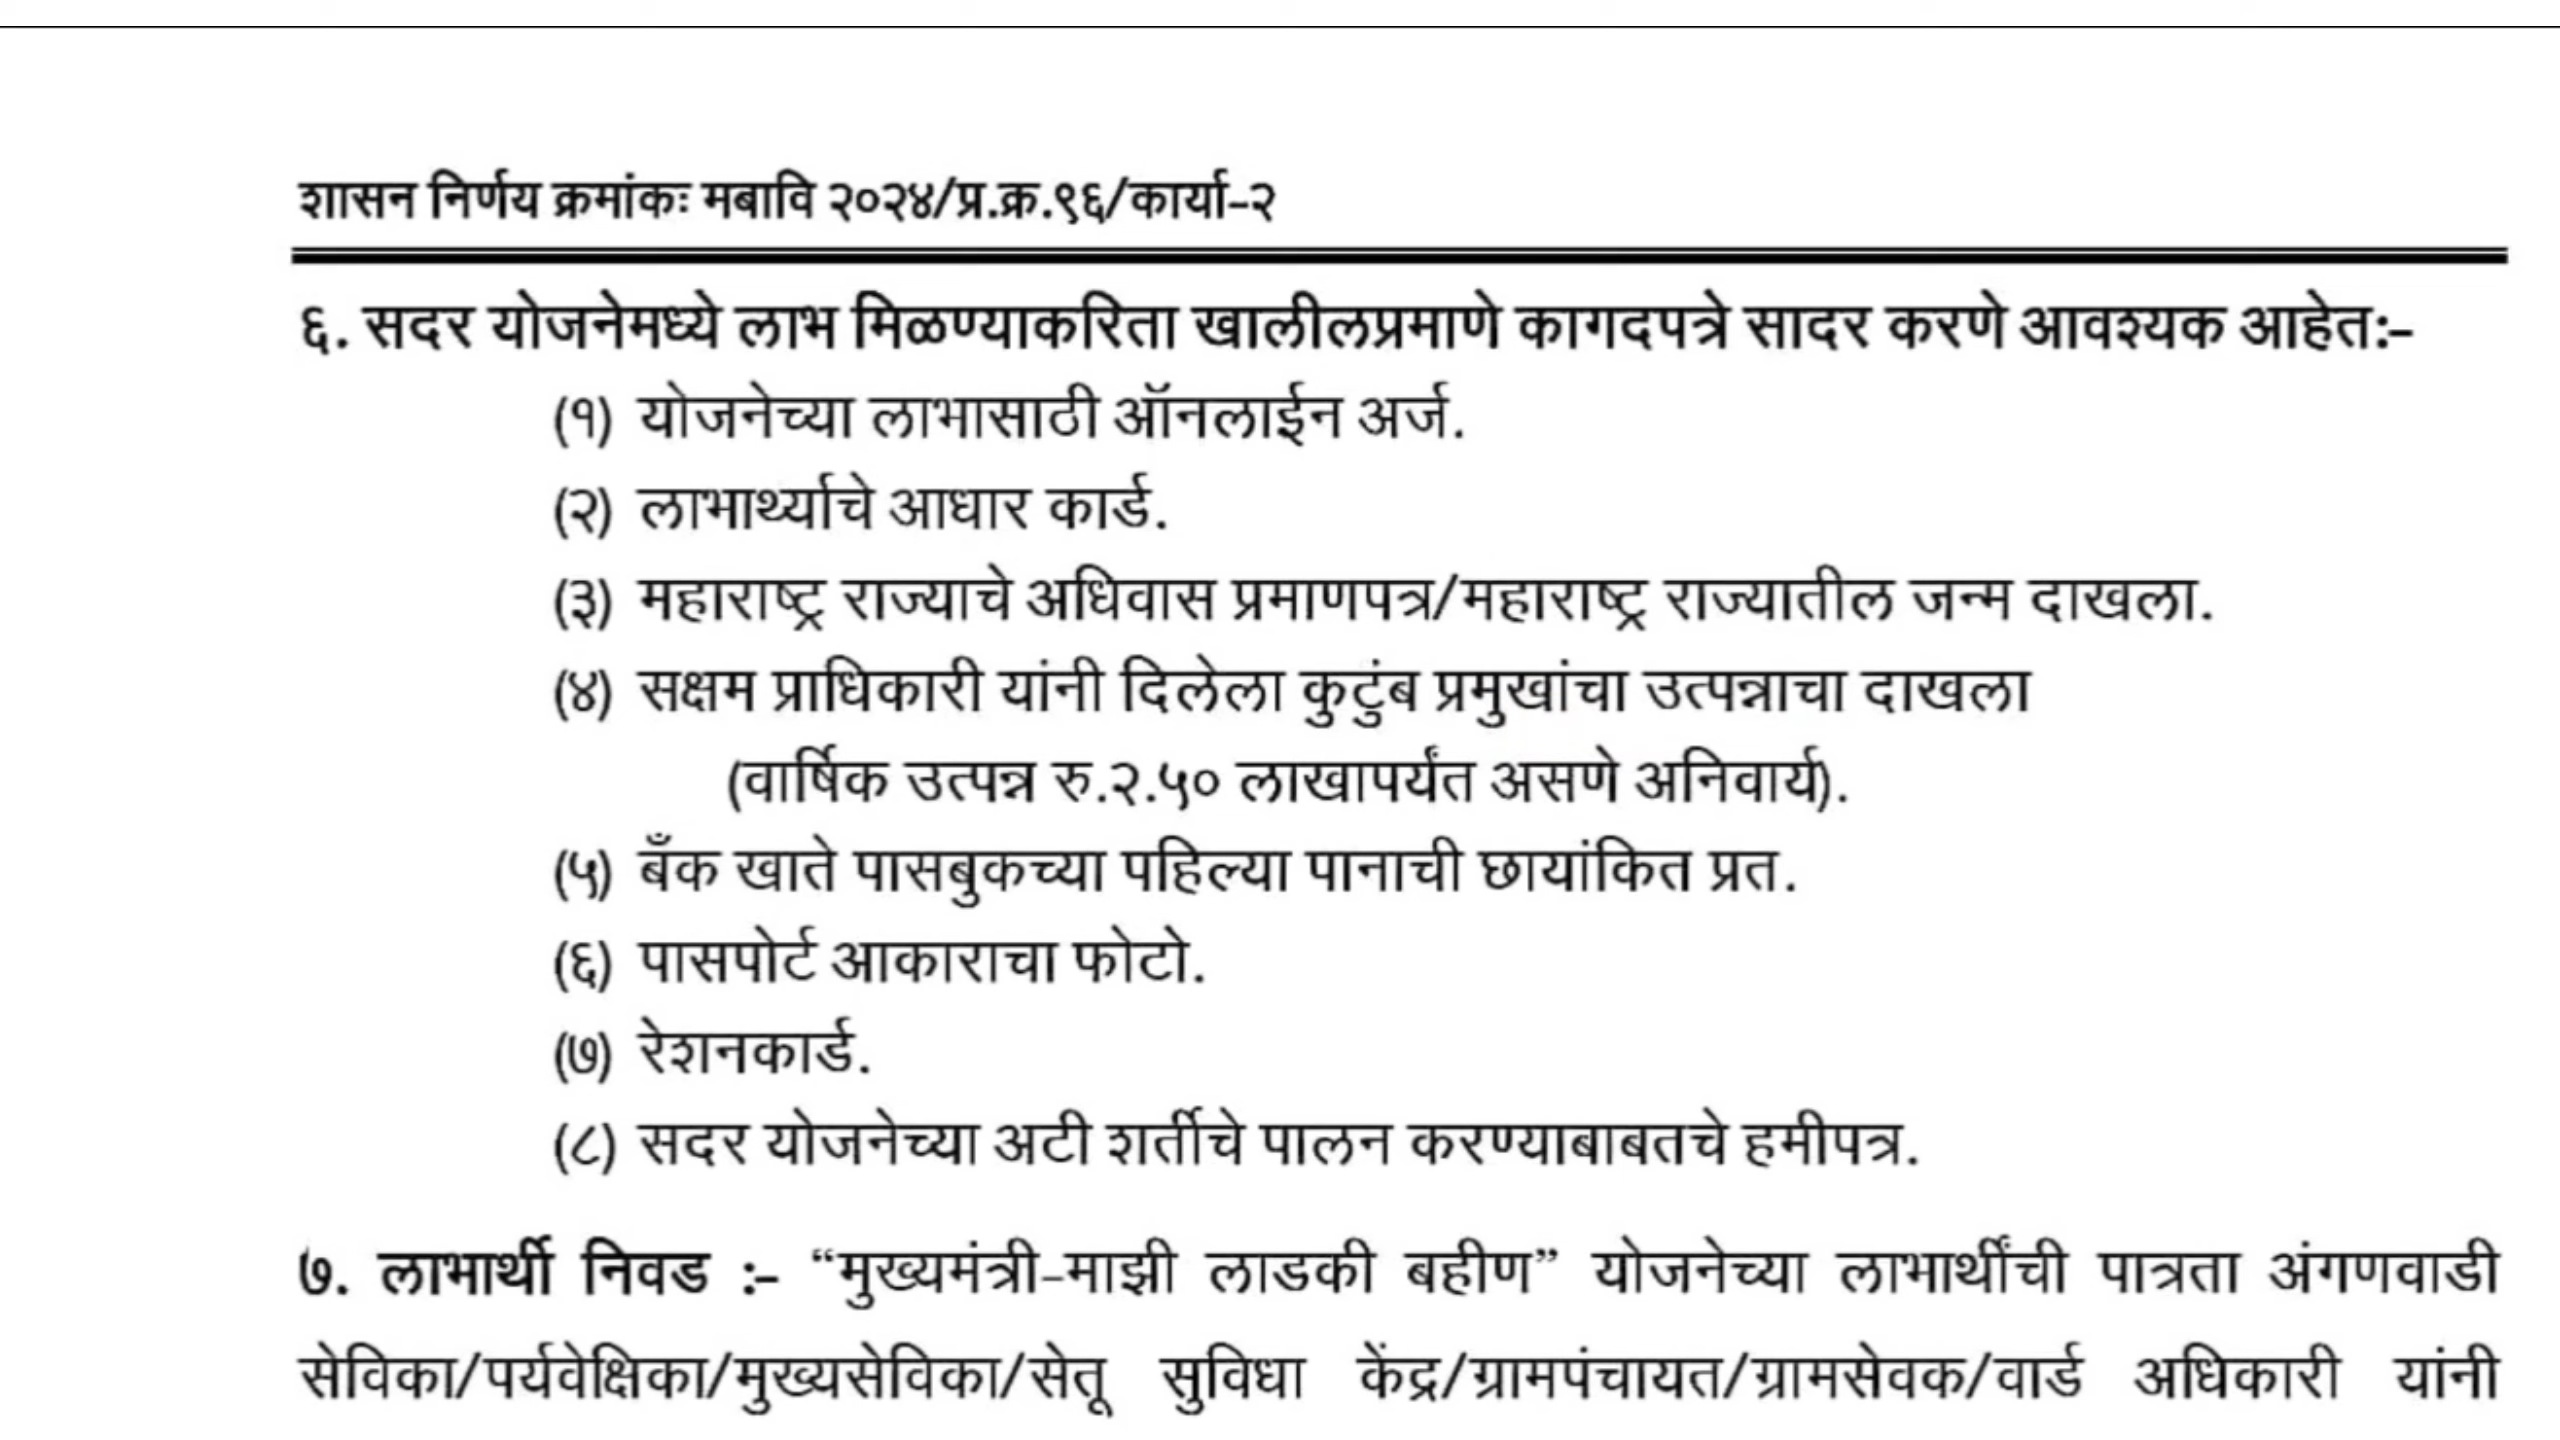 शासन निर्णय क्रमांकः मबावि २०२४/प्र.क्र.९६/कार्या-२
६. सदर योजनेमध्ये लाभ मिळण्याकरिता खालीलप्रमाणे कागदपत्रे सादर करणे आवश्यक आहेत:-
(१) योजनेच्या लाभासाठी ऑनलाईन अर्ज.
(२) लाभार्थ्याचे आधार कार्ड.
(३) महाराष्ट्र राज्याचे अधिवास प्रमाणपत्र/महाराष्ट्र राज्यातील जन्म दाखला.
(४) सक्षम प्राधिकारी यांनी दिलेला कुटुंब प्रमुखांचा उत्पन्नाचा दाखला
(वार्षिक उत्पन्न रु.२.५० लाखापर्यंत असणे अनिवार्य).
(५) बँक खाते पासबुकच्या पहिल्या पानाची छायांकित प्रत.
(६) पासपोर्ट आकाराचा फोटो.
(७) रेशनकार्ड.
(८) सदर योजनेच्या अटी शर्तीचे पालन करण्याबाबतचे हमीपत्र.
७. लाभार्थी निवड :- “मुख्यमंत्री-माझी लाडकी बहीण” योजनेच्या लाभार्थींची पात्रता अंगणवाडी
सेविका/पर्यवेक्षिका/मुख्यसेविका/सेतू सुविधा केंद्र/ग्रामपंचायत/ग्रामसेवक/वार्ड अधिकारी यांनी